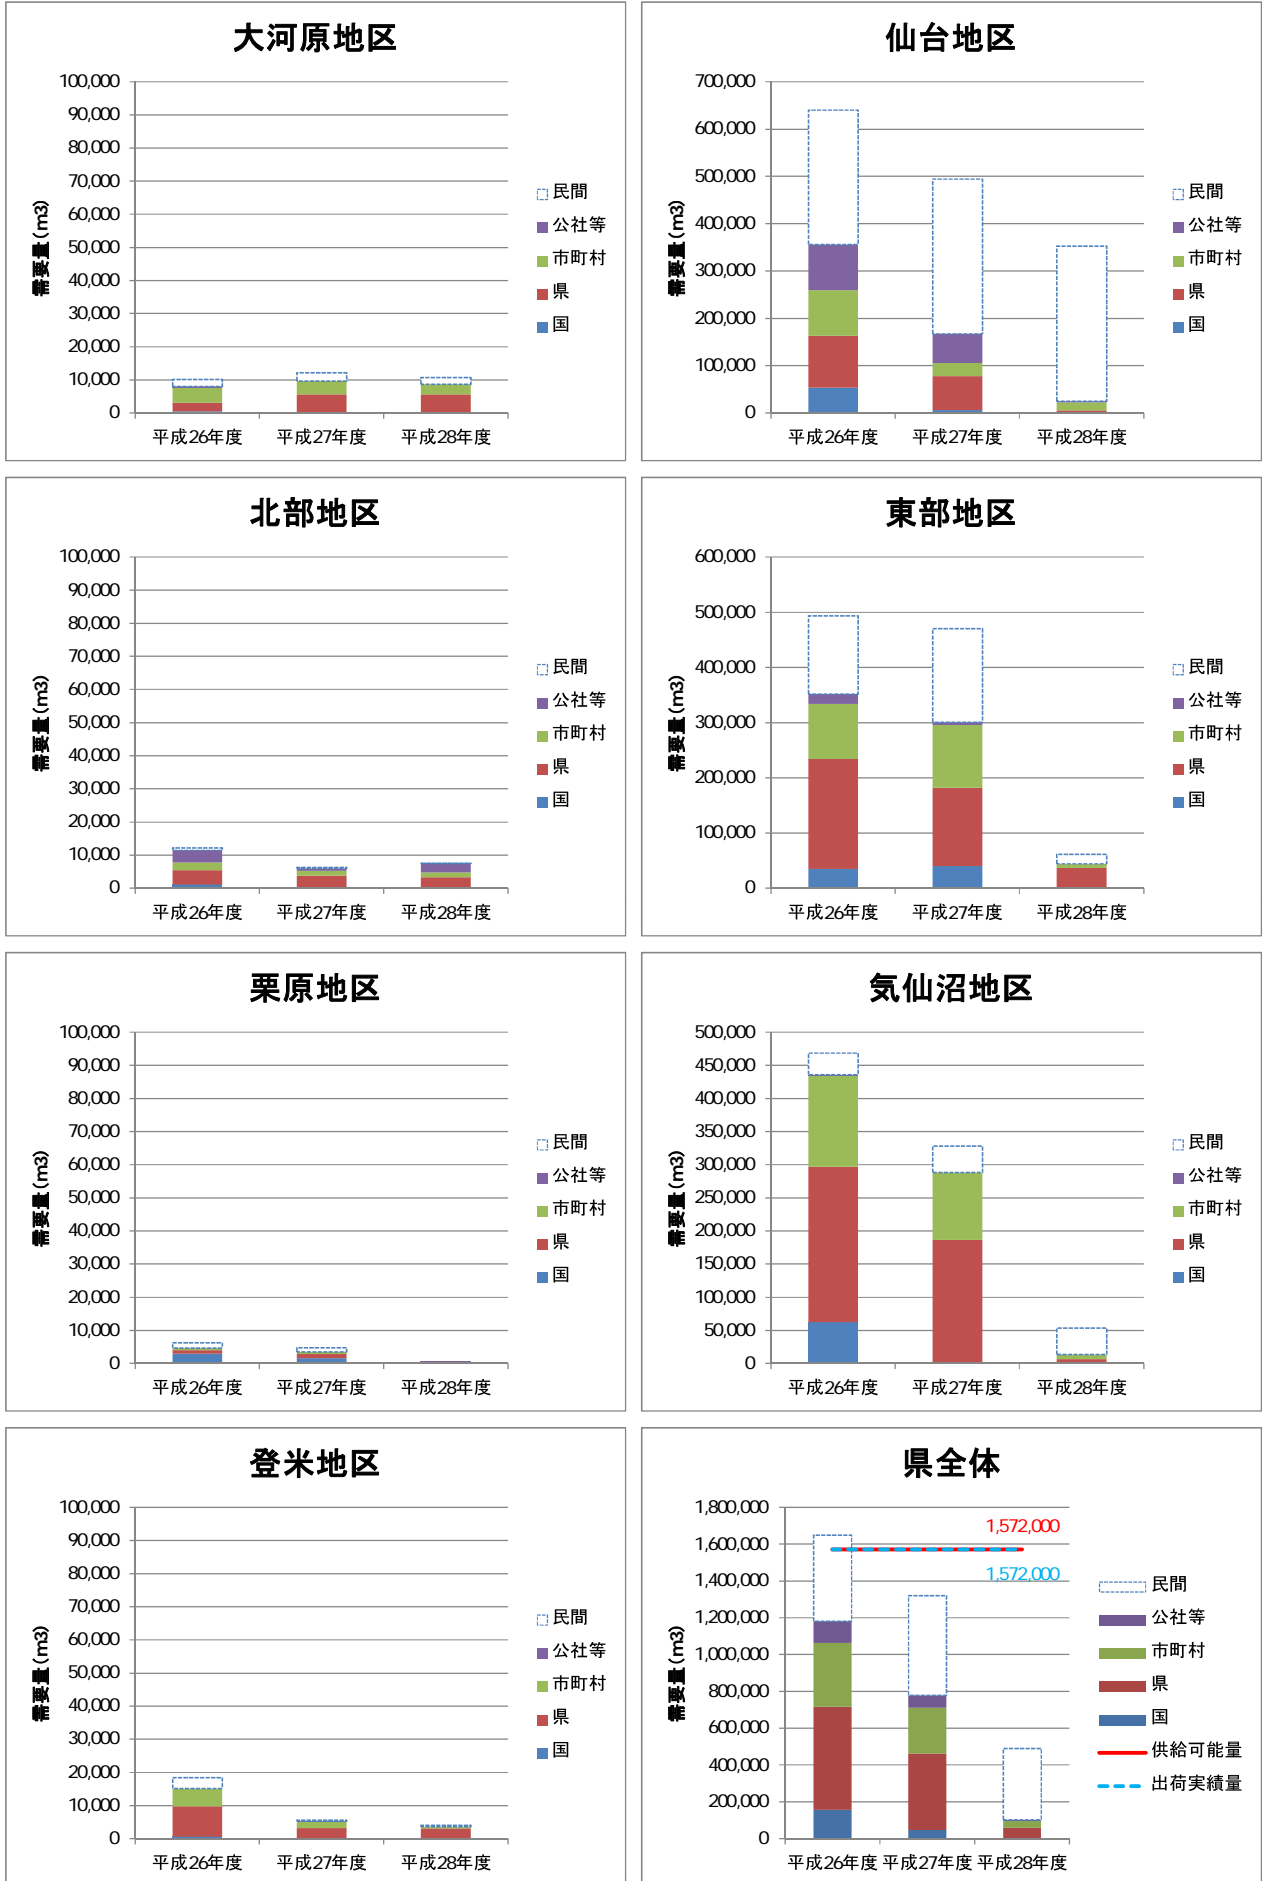 大河原地区
需要量(m3)
100,000
90,000
80,000
70,000
60,000
50,000
40,000
30,000
20,000
10,000
0
平成26年度 平成27年度 平成28年度
民間
公社等
市町村
県
国
仙台地区
需要量(m3)
700,000
600,000
500,000
400,000
300,000
200,000
100,000
0
平成26年度 平成27年度 平成28年度
民間
公社等
市町村
県
国
北部地区
需要量(m3)
100,000
90,000
80,000
70,000
60,000
50,000
40,000
30,000
20,000
10,000
0
平成26年度 平成27年度 平成28年度
民間
公社等
市町村
県
国
東部地区
需要量(m3)
600,000
500,000
400,000
300,000
200,000
100,000
0
平成26年度 平成27年度 平成28年度
民間
公社等
市町村
県
国
栗原地区
需要量(m3)
100,000
90,000
80,000
70,000
60,000
50,000
40,000
30,000
20,000
10,000
0
平成26年度 平成27年度 平成28年度
民間
公社等
市町村
県
国
気仙沼地区
需要量(m3)
500,000
450,000
400,000
350,000
300,000
250,000
200,000
150,000
100,000
50,000
0
平成26年度 平成27年度 平成28年度
民間
公社等
市町村
県
国
登米地区
需要量(m3)
100,000
90,000
80,000
70,000
60,000
50,000
40,000
30,000
20,000
10,000
0
平成26年度 平成27年度 平成28年度
民間
公社等
市町村
県
国
県全体
需要量(m3)
1,800,000
1,600,000
1,400,000
1,200,000
1,000,000
800,000
600,000
400,000
200,000
0
1,572,000
1,572,000
平成26年度 平成27年度 平成28年度
民間
公社等
市町村
県
国
供給可能量
出荷実績量